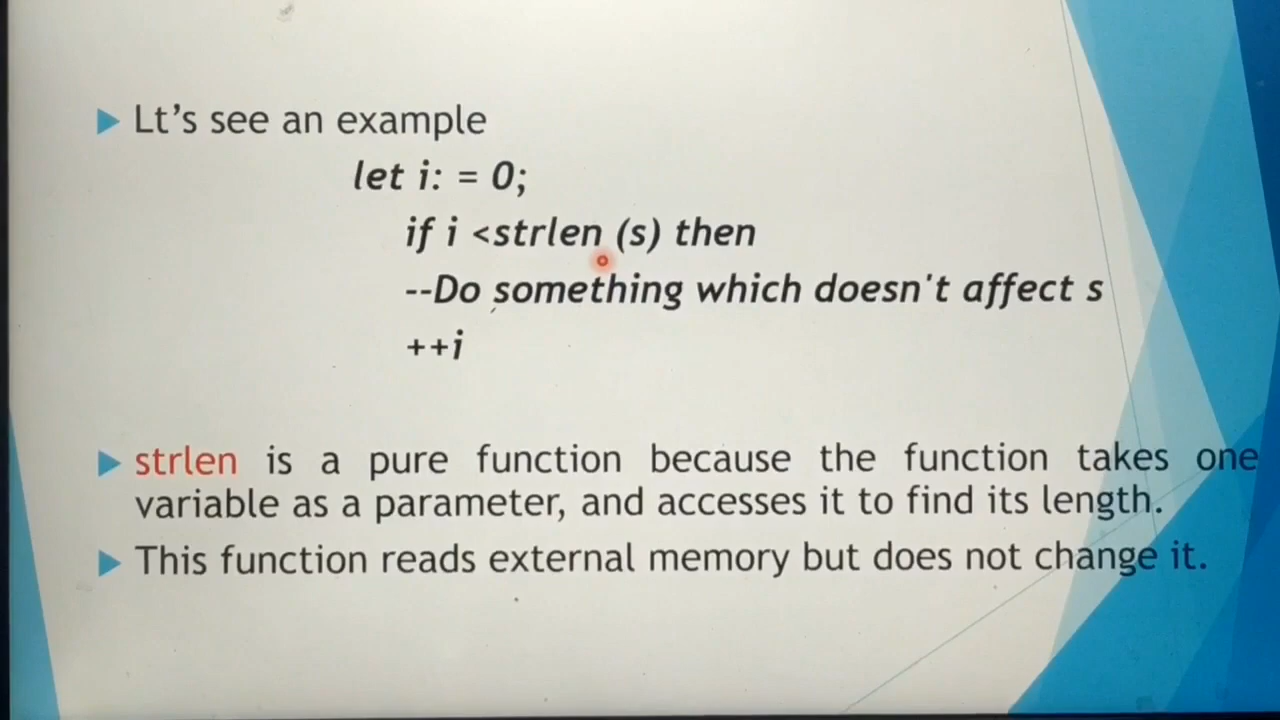 Lt's see an example
let i: = 0;
if i <strlen (s) then
--Do something which doesn't affect s
++i
strlen is a pure function because the function takes one
variable as a parameter, and accesses it to find its length.
This function reads external memory but does not change it.